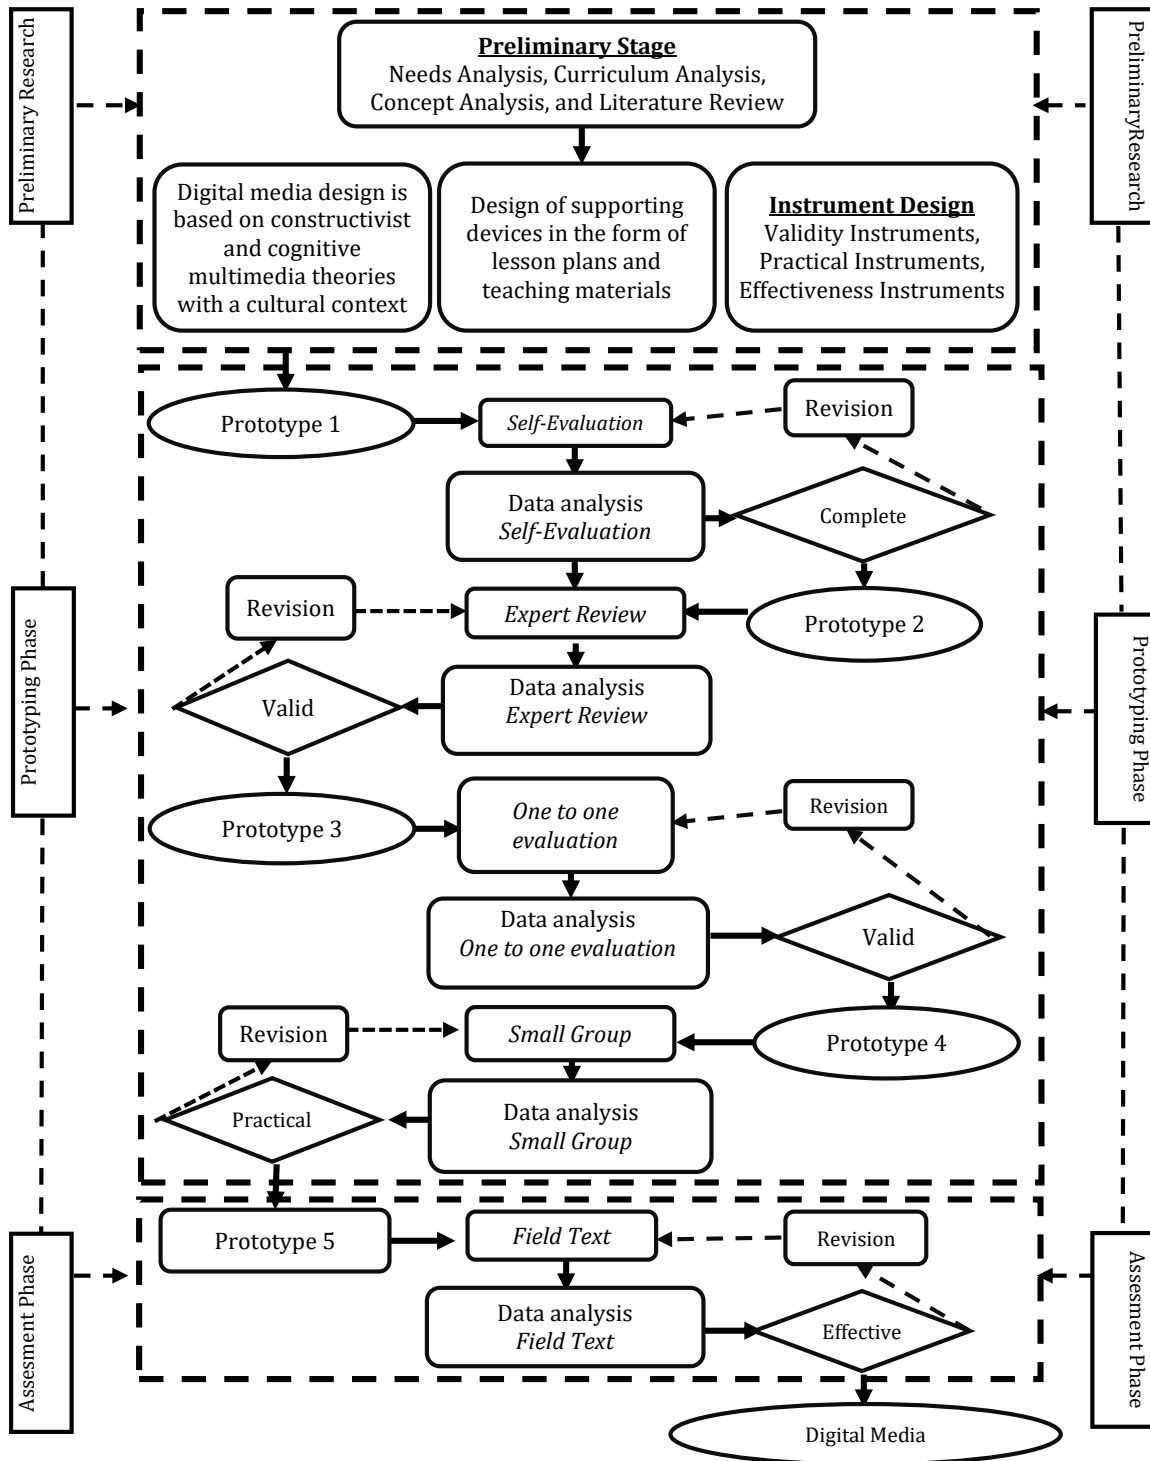 Preliminary Research
Preliminary Stage
Needs Analysis, Curriculum Analysis,
Concept Analysis, and Literature Review
PreliminaryResearch
Digital media design is
based on constructivist
and cognitive
multimedia theories
with a cultural context
Design of supporting
devices in the form of
lesson plans and
teaching materials
Instrument Design
Validity Instruments,
Practical Instruments,
Effectiveness Instruments
Prototyping Phase
Prototype 1
Self-Evaluation
Revision
Data analysis
Self-Evaluation
Complete
Revision
Expert Review
Prototype 2
Prototyping Phase
Valid
Data analysis
Expert Review
Prototype 3
One to one
evaluation
Revision
Data analysis
One to one evaluation
Valid
Revision
Small Group
Prototype 4
Practical
Data analysis
Small Group
Assesment Phase
Prototype 5
Field Text
Revision
Assesment Phase
Data analysis
Field Text
Effective
Digital Media